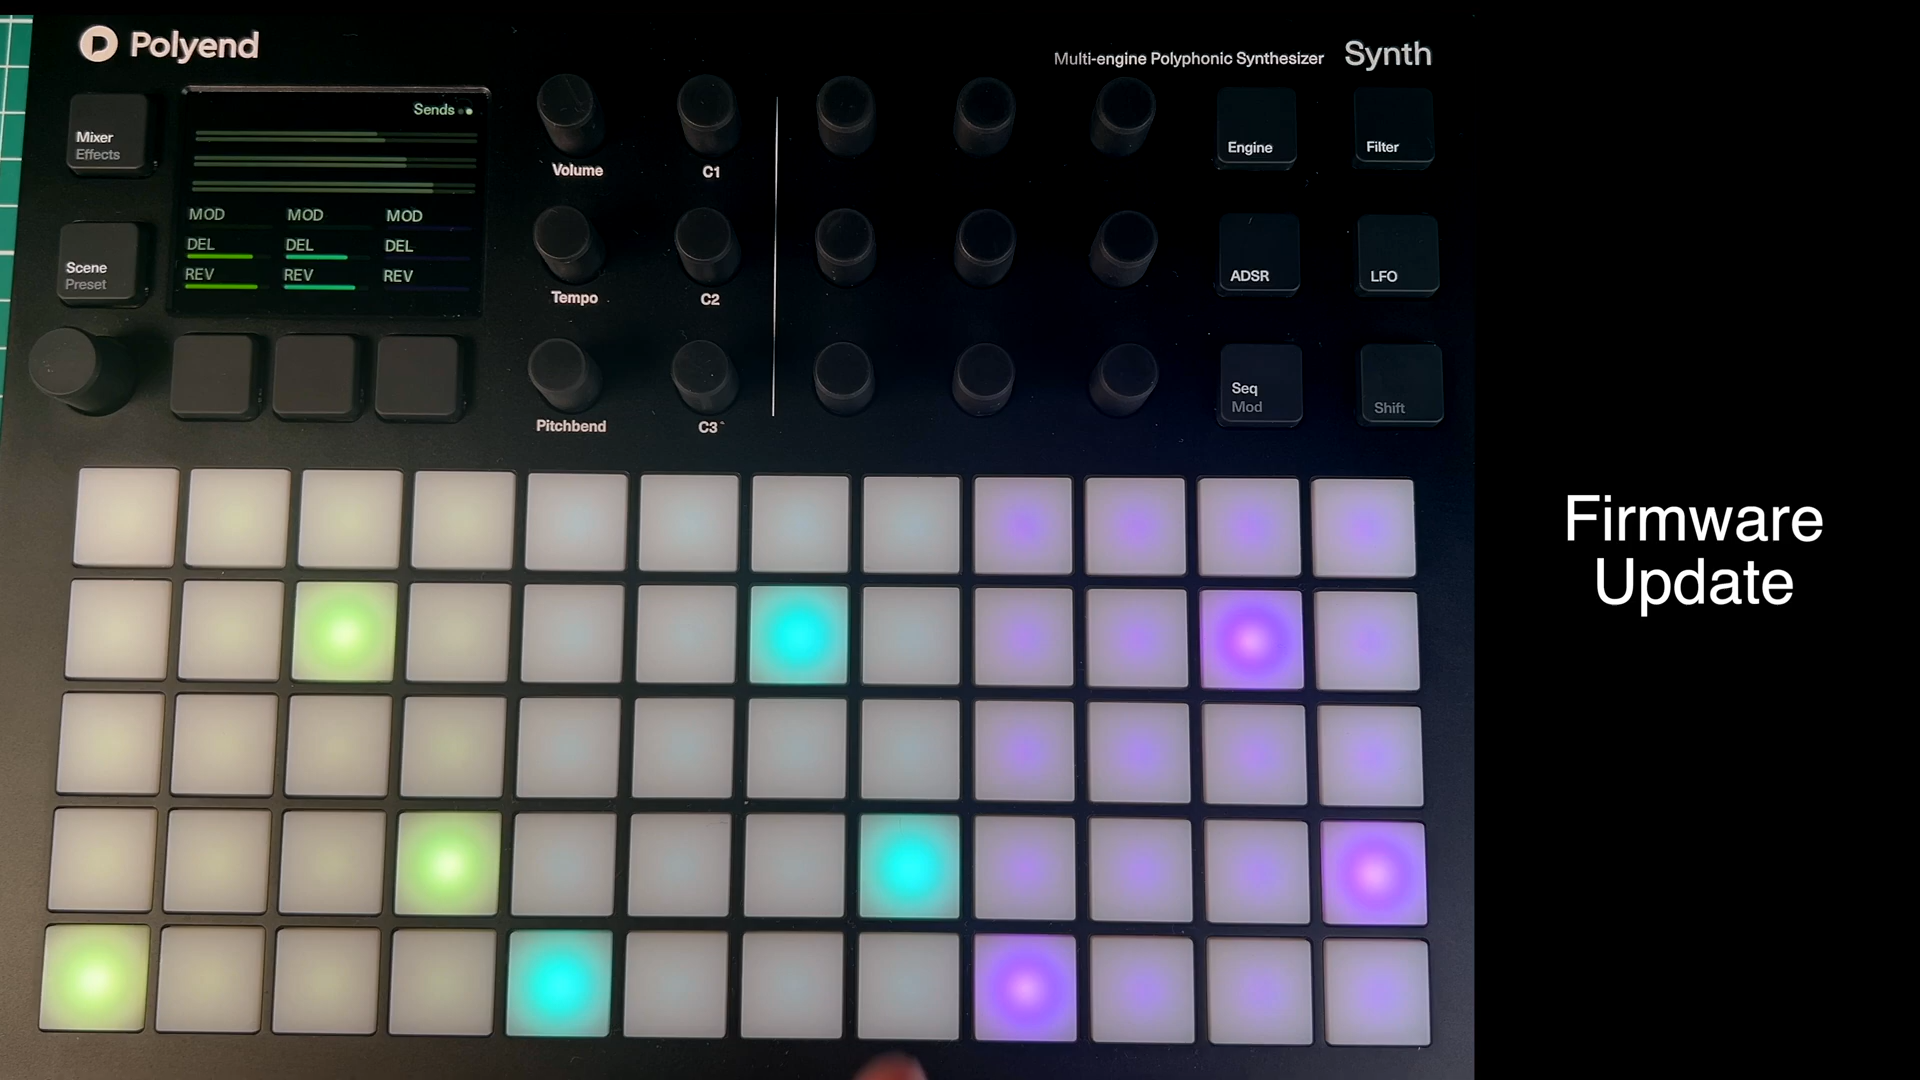 Polyend
Multi-engine Polyphonic Synthesizer Synth
Mixer
Effects
Sends
Volume
C1
Engine
Filter
MOD MOD MOD
DEL DEL DEL
REV REV REV
Scene
Preset
Tempo
C2
ADSR
LFO
Pitchbend
C3
Seq
Mod
Shift
Firmware
Update